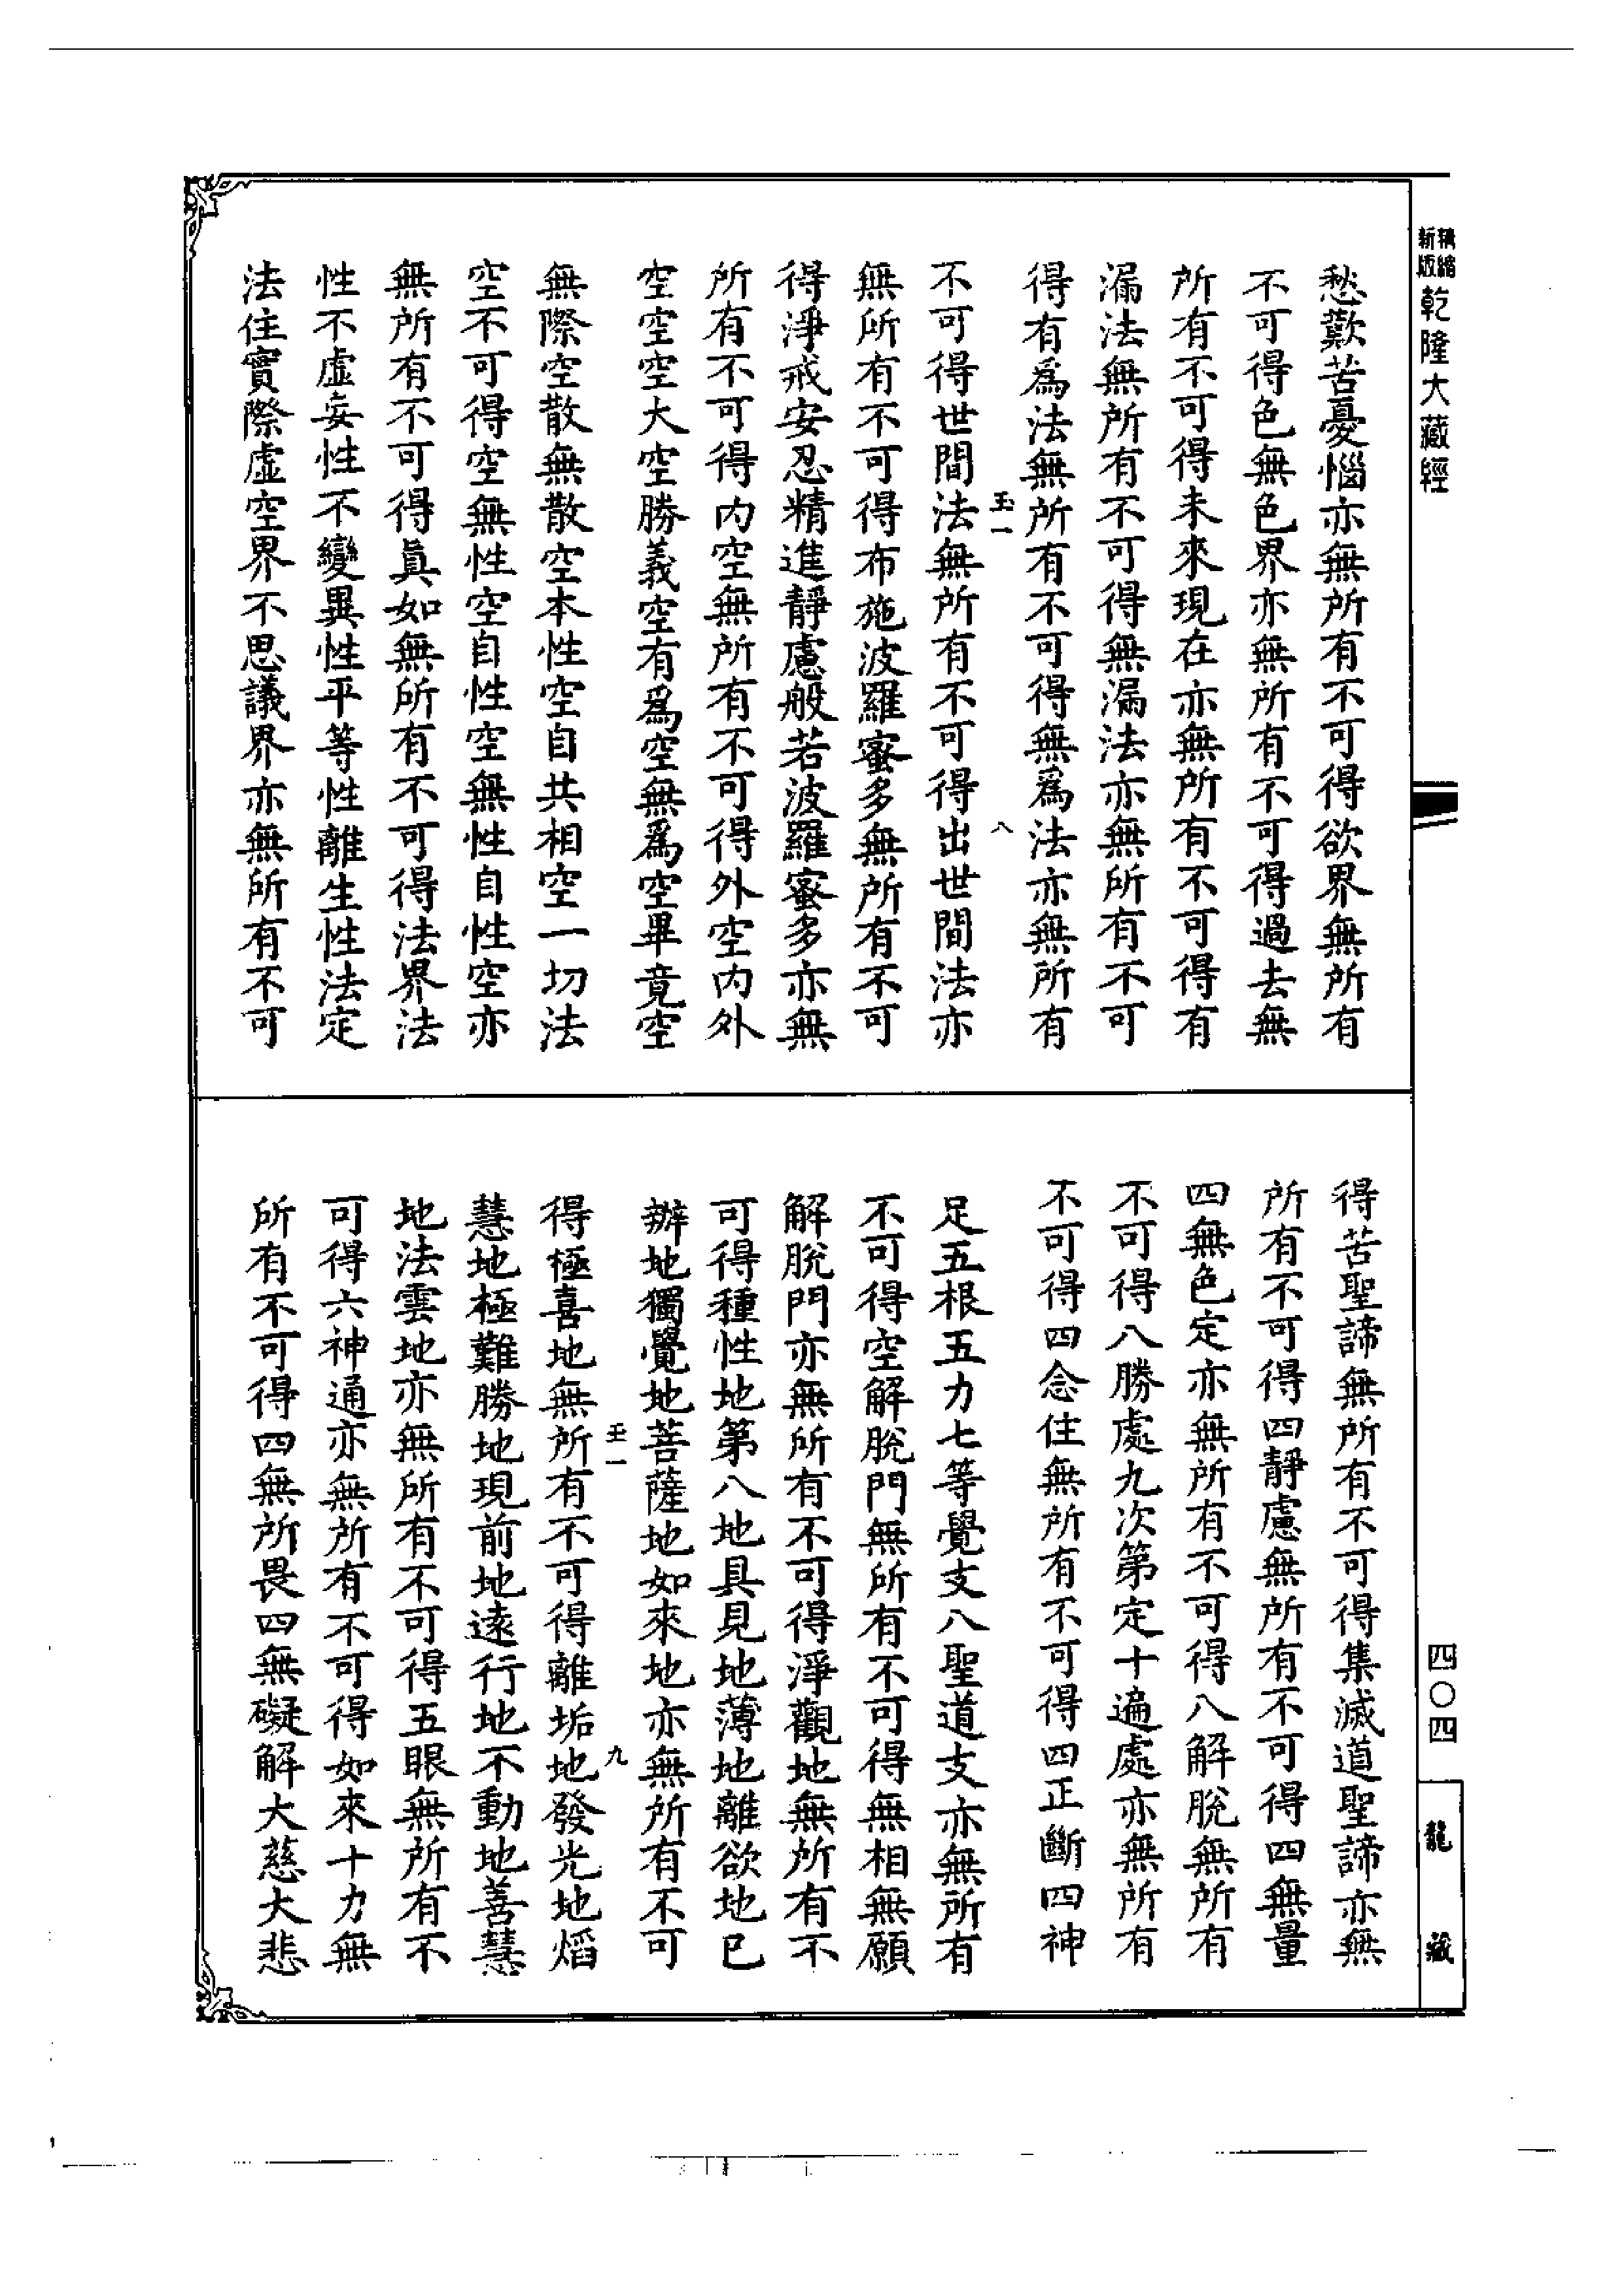 精縮
新版
乾隆大藏經
愁歎苦憂惱亦無所有不可得欲界無所有
不可得色無色界亦無所有不可得過去無
所有不可得未來現在亦無所有不可得有
漏法無所有不可得無漏法亦無所有不可
得有為法無所有不可得無為法亦無所有
玉一
八
不可得世間法無所有不可得出世間法亦
無所有不可得布施波羅蜜多無所有不可
得淨戒安忍精進靜慮般若波羅蜜多亦無
所有不可得內空無所有不可得外空內外
空空空大空勝義空有為空無為空畢竟空
無際空散無散空本性空自共相空一切法
空不可得空無性空自性空無性自性空亦
無所有不可得真如無所有不可得法界法
性不虛妄性不變異性平等性離生性法定
法住實際虛空界不思議界亦無所有不可
得苦聖諦無所有不可得集滅道聖諦亦無
所有不可得四靜慮無所有不可得四無量
四無色定亦無所有不可得八解脫無所有
不可得八勝處九次第定十遍處亦無所有
不可得四念住無所有不可得四正斷四神
足五根五力七等覺支八聖道支亦無所有
不可得空解脫門無所有不可得無相無願
解脫門亦無所有不可得淨觀地無所有不
可得種性地第八地具見地薄地離欲地已
辦地獨覺地菩薩地如來地亦無所有不可
玉一
九
得極喜地無所有不可得離垢地發光地焰
慧地極難勝地現前地遠行地不動地善慧
地法雲地亦無所有不可得五眼無所有不
可得六神通亦無所有不可得如來十力無
所有不可得四無所畏四無礙解大慈大悲
四〇四
龍藏